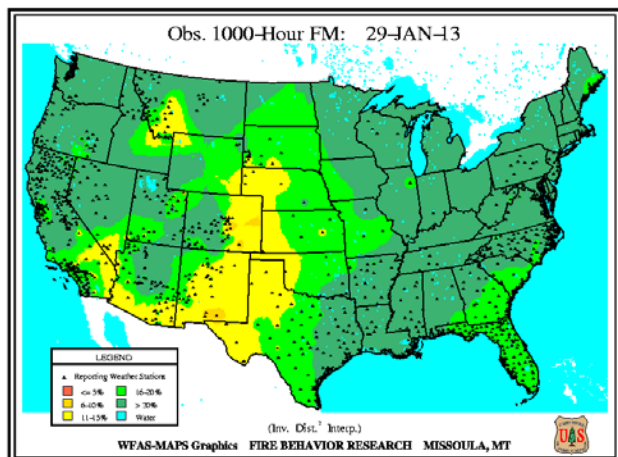 Obs. 1000-Hour FM: 29-JAN-13
LEGEND
Reporting Weather Stations
<= 5% 16-20%
6-10% > 20%
11-15% Water
(Inv. Dist.² Interp.)
WFAS-MAPS Graphics FIRE BEHAVIOR RESEARCH MISSOULA, MT